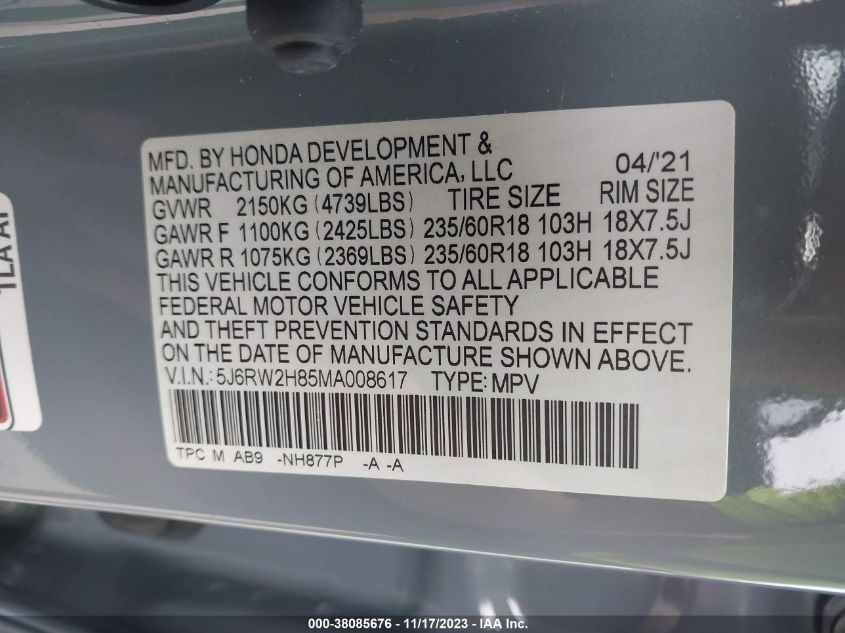 MFD. BY HONDA DEVELOPMENT &
MANUFACTURING OF AMERICA, LLC 04/'21
GVWR 2150KG (4739LBS) TIRE SIZE RIM SIZE
GAWR F 1100KG (2425LBS) 235/60R18 103H 18X7.5J
GAWR R 1075KG (2369LBS) 235/60R18 103H 18X7.5J
THIS VEHICLE CONFORMS TO ALL APPLICABLE
FEDERAL MOTOR VEHICLE SAFETY
AND THEFT PREVENTION STANDARDS IN EFFECT
ON THE DATE OF MANUFACTURE SHOWN ABOVE.
V.I.N.: 5J6RW2H85MA008617 TYPE: MPV
TPC M AB9 -NH877P -A -A
1LA A
000-38085676 - 11/17/2023 - IAA Inc.